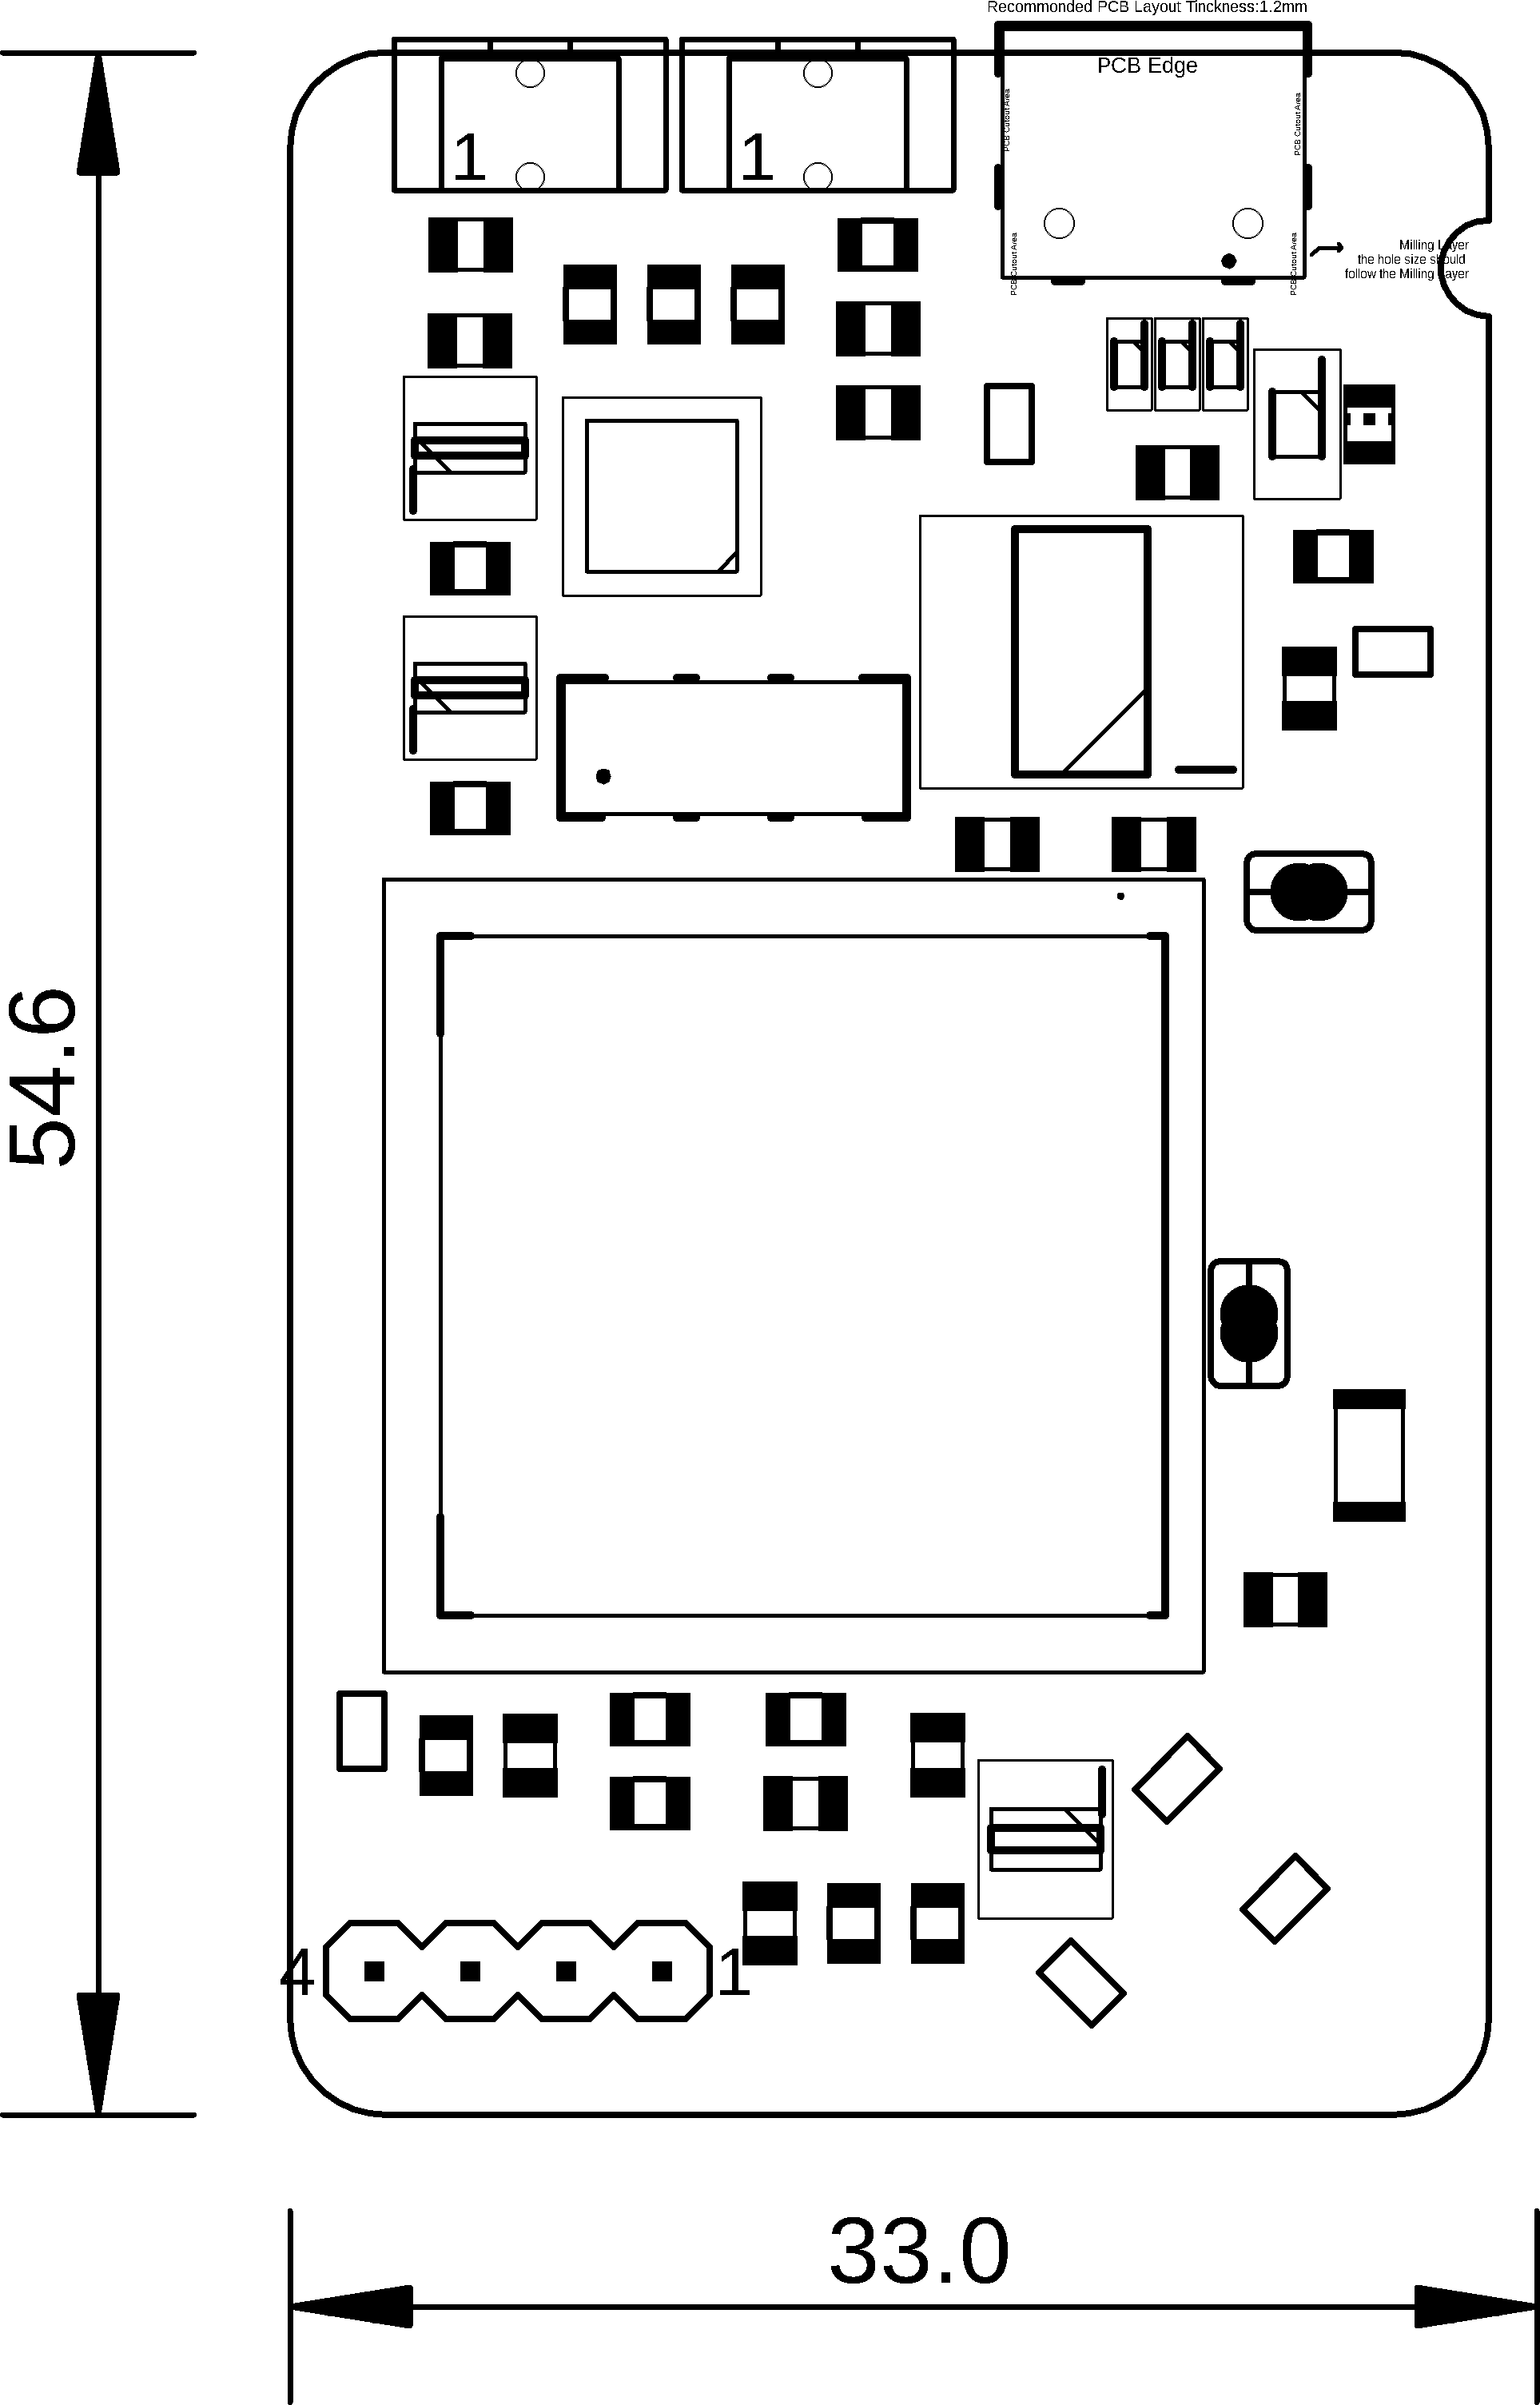 Recommonded PCB Layout Tinckness:1.2mm
PCB Edge
PCB Cutout Area
PCB Cutout Area
1
1
PCB Cutout Area
PCB Cutout Area
Milling Layer
the hole size should
follow the Milling Layer
54.6
4
1
33.0